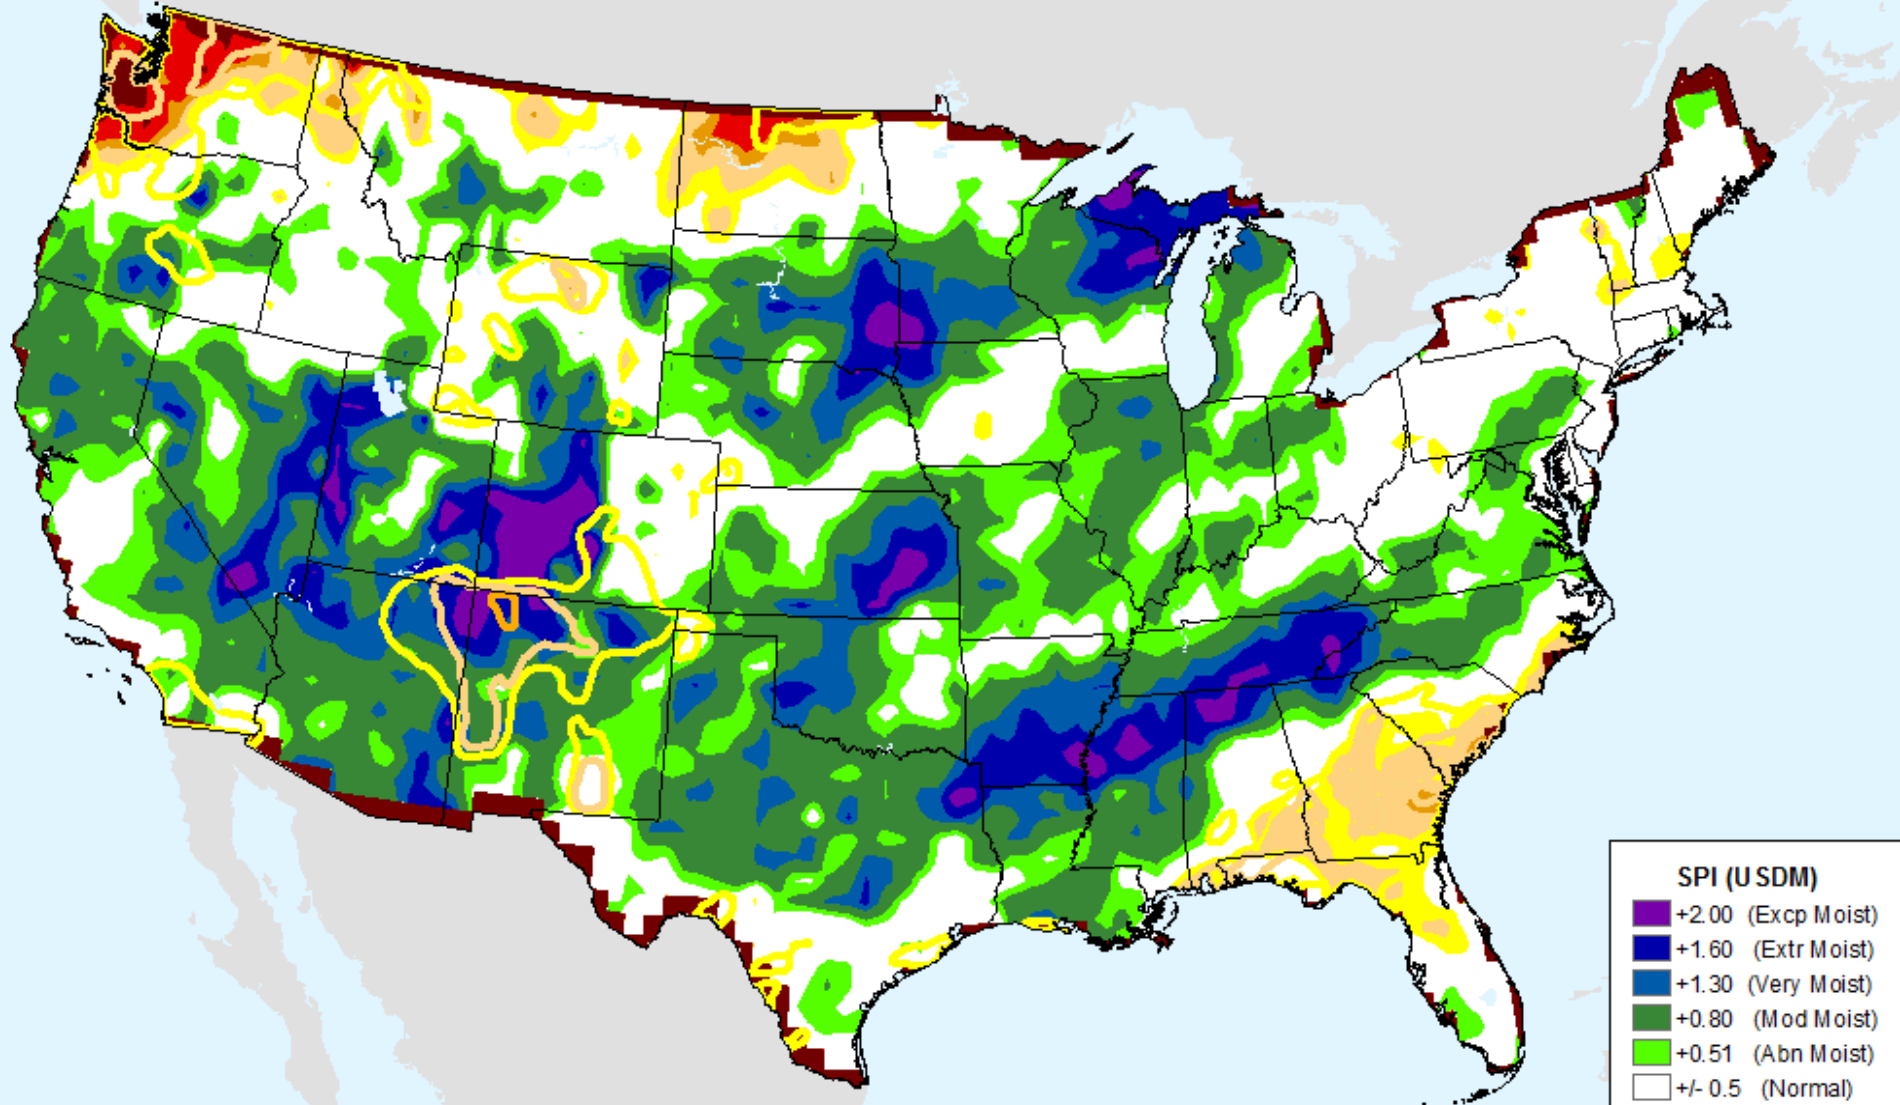 SPI (USDM)
+2.00 (Excp Moist)
+1.60 (Extr Moist)
+1.30 (Very Moist)
+0.80 (Mod Moist)
+0.51 (Abn Moist)
+/- 0.5 (Normal)